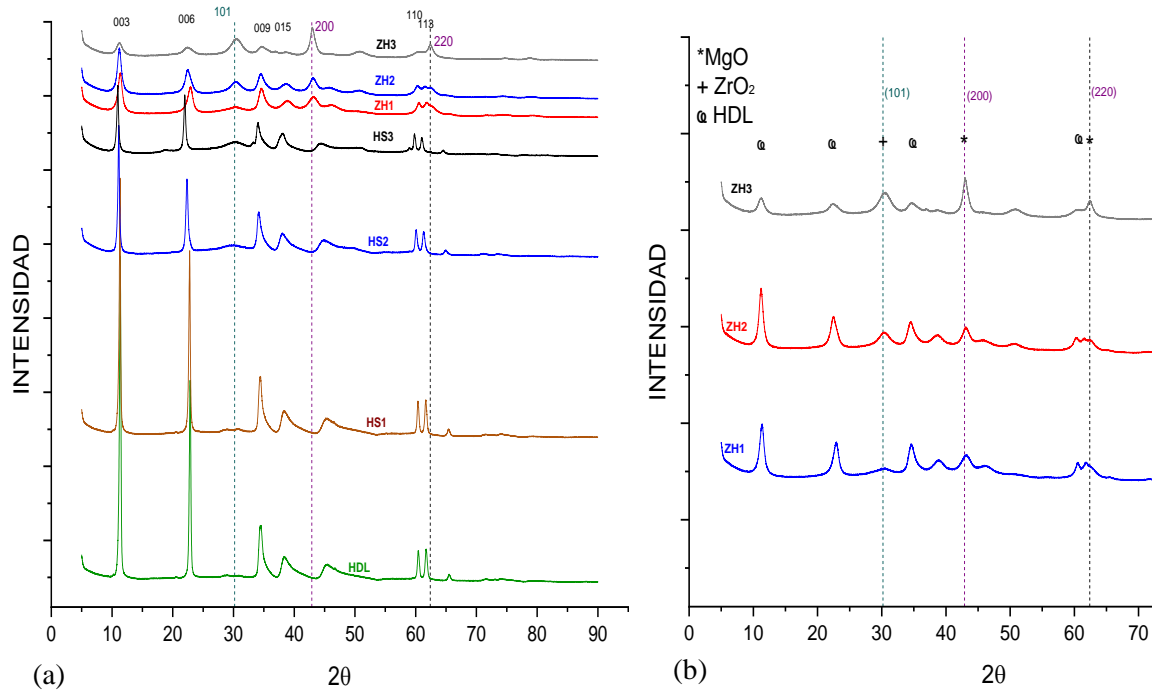 003
006
101
009
015
200
110
113
220
ZH3
ZH2
ZH1
HS3
HS2
HS1
HDL
INTENSIDAD
0 10 20 30 40 50 60 70 80 90
(a)
2θ
*MgO
+ ZrO₂
@ HDL
(101)
(200)
(220)
@ @ + @ * @ *
ZH3
ZH2
ZH1
INTENSIDAD
0 10 20 30 40 50 60 70
(b)
2θ